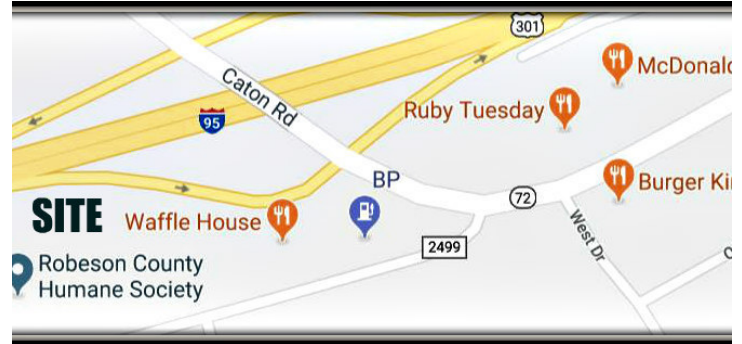 301
McDonald
Caton Rd
Ruby Tuesday
95
BP
72
Burger Ki
SITE
Waffle House
2499
West Dr
Robeson County
Humane Society
C